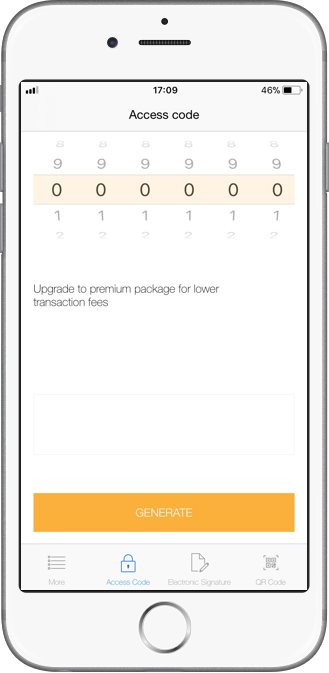 17:09 46%
Access code
8 8 8 8 8 8
9 9 9 9 9 9
0 0 0 0 0 0
1 1 1 1 1 1
2 2 2 2 2 2
Upgrade to premium package for lower
transaction fees
GENERATE
More Access Code Electronic Signature QR Code